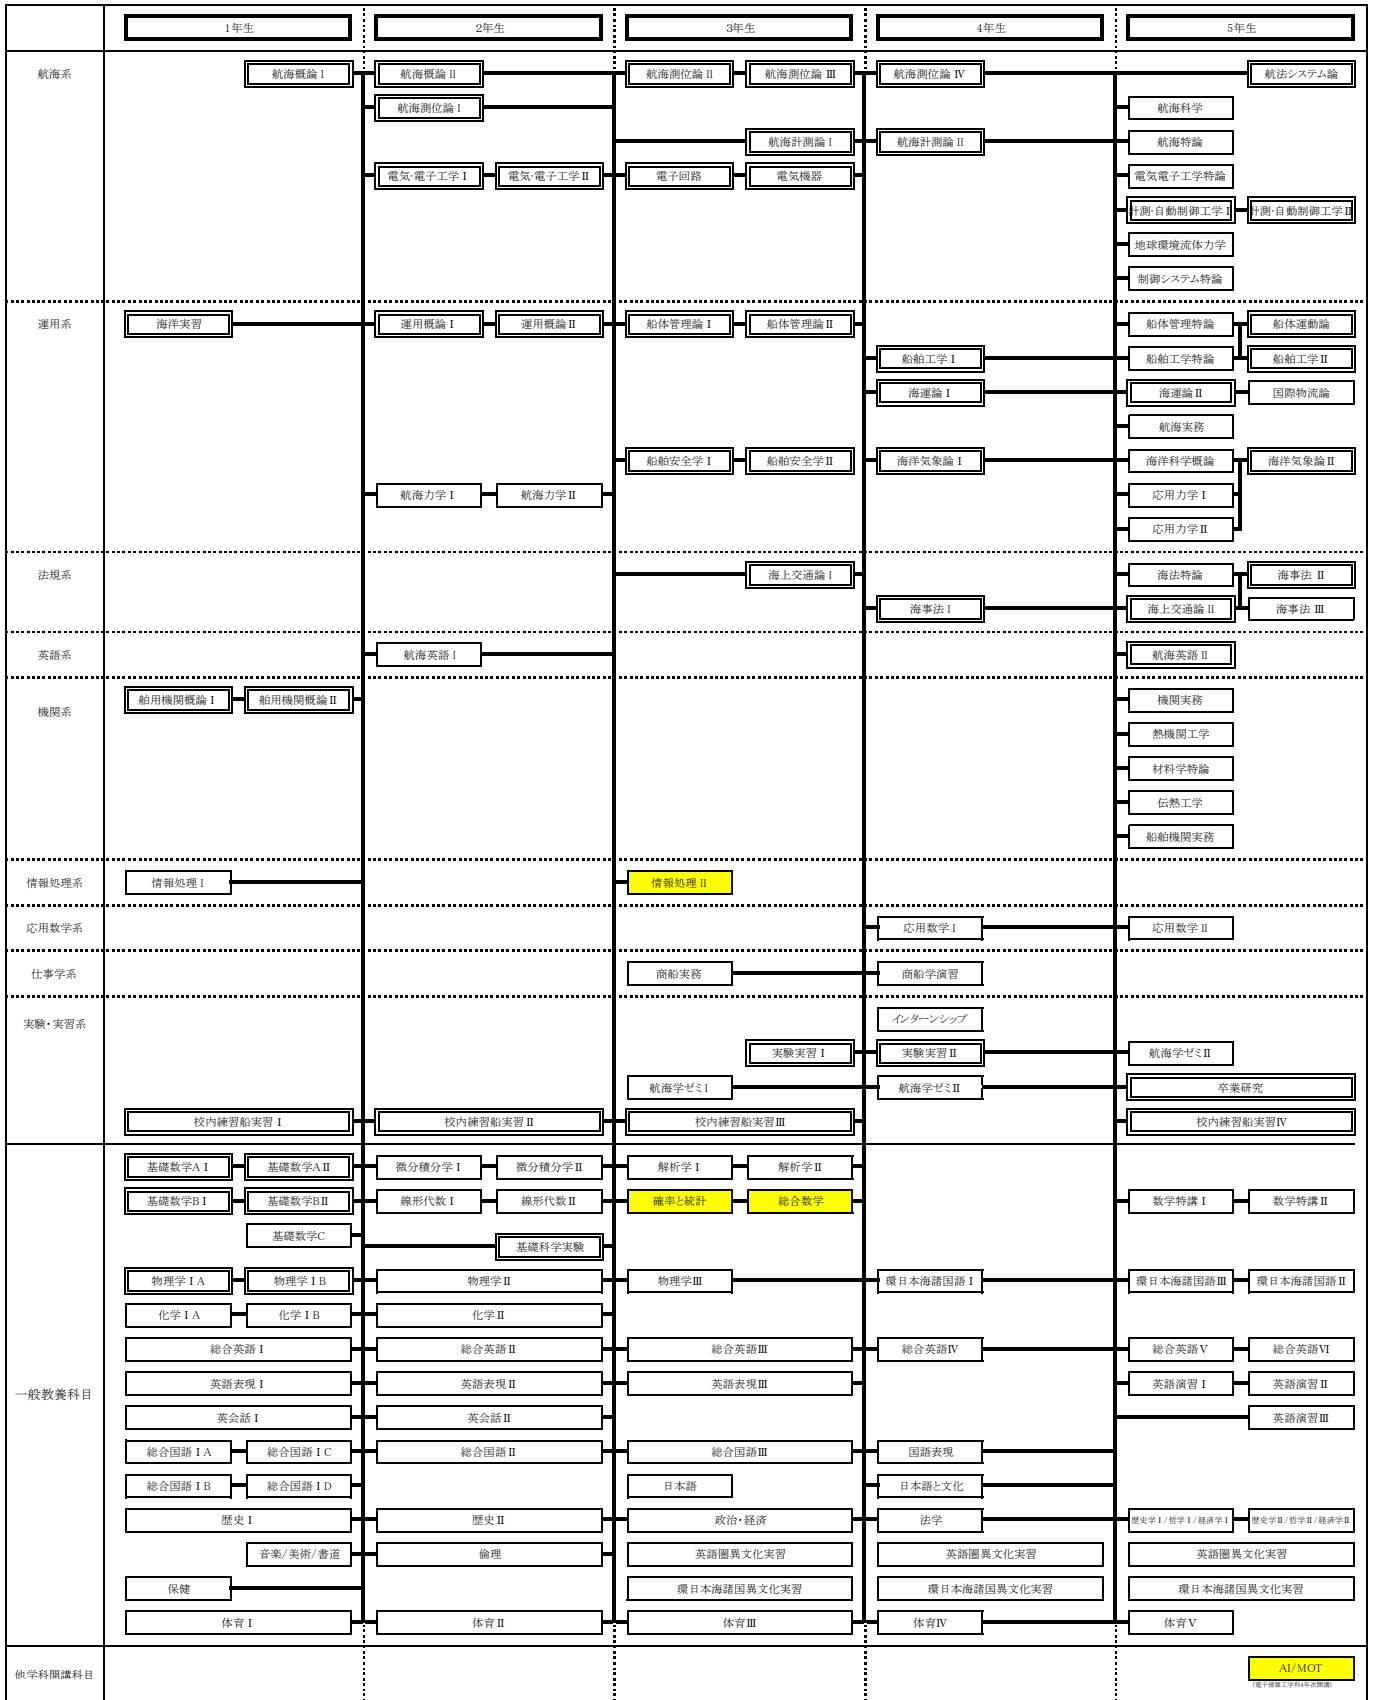 1年生 2年生 3年生 4年生 5年生
航海系 航海概論Ⅰ 航海概論Ⅱ 航海測位論Ⅱ 航海測位論Ⅲ 航海測位論Ⅳ 航法システム論
航海測位論Ⅰ 航海科学
航海計測論Ⅰ 航海計測論Ⅱ 航海特論
電気・電子工学Ⅰ 電気・電子工学Ⅱ 電子回路 電気機器 電気電子工学特論
計測・自動制御工学Ⅰ 計測・自動制御工学Ⅱ
地球環境流体力学
制御システム特論
運用系 海洋実習 運用概論Ⅰ 運用概論Ⅱ 船体管理論Ⅰ 船体管理論Ⅱ 船体管理特論 船体運動論
船舶工学Ⅰ 船舶工学特論 船舶工学Ⅱ
海運論Ⅰ 海運論Ⅱ 国際物流論
航海実務
船舶安全学Ⅰ 船舶安全学Ⅱ 海洋気象論Ⅰ 海洋科学概論 海洋気象論Ⅱ
航海力学Ⅰ 航海力学Ⅱ 応用力学Ⅰ
応用力学Ⅱ
法規系 海上交通論Ⅰ 海法特論 海事法 Ⅱ
海事法Ⅰ 海上交通論Ⅱ 海事法 Ⅲ
英語系 航海英語Ⅰ 航海英語Ⅱ
機関系 舶用機関概論Ⅰ 舶用機関概論Ⅱ 機関実務
熱機関工学
材料学特論
伝熱工学
船舶機関実務
情報処理系 情報処理Ⅰ 情報処理Ⅱ
応用数学系 応用数学Ⅰ 応用数学Ⅱ
仕事学系 商船実務 商船学演習
実験・実習系 インターンシップ
実験実習Ⅰ 実験実習Ⅱ 航海学ゼミⅡ
航海学ゼミⅠ 航海学ゼミⅡ 卒業研究
校内練習船実習Ⅰ 校内練習船実習Ⅱ 校内練習船実習Ⅲ 校内練習船実習Ⅳ
基礎数学AⅠ 基礎数学AⅡ 微分積分学Ⅰ 微分積分学Ⅱ 解析学Ⅰ 解析学Ⅱ
基礎数学BⅠ 基礎数学BⅡ 線形代数Ⅰ 線形代数Ⅱ 確率と統計 総合数学 数学特講Ⅰ 数学特講Ⅱ
基礎数学C
基礎科学実験
物理学ⅠA 物理学ⅠB 物理学Ⅱ 物理学Ⅲ 環日本海諸国語Ⅰ 環日本海諸国語Ⅲ 環日本海諸国語Ⅱ
化学ⅠA 化学ⅠB 化学Ⅱ
総合英語Ⅰ 総合英語Ⅱ 総合英語Ⅲ 総合英語Ⅳ 総合英語Ⅴ 総合英語Ⅵ
英語表現Ⅰ 英語表現Ⅱ 英語表現Ⅲ 英語演習Ⅰ 英語演習Ⅱ
一般教養科目
英会話Ⅰ 英会話Ⅱ 英語演習Ⅲ
総合国語ⅠA 総合国語ⅠC 総合国語Ⅱ 総合国語Ⅲ 国語表現
総合国語ⅠB 総合国語ⅠD 日本語 日本語と文化
歴史Ⅰ 歴史Ⅱ 政治・経済 法学 歴史学Ⅰ/哲学Ⅰ/経済学Ⅰ 歴史学Ⅱ/哲学Ⅱ/経済学Ⅱ
音楽/美術/書道 倫理 英語圏異文化実習 英語圏異文化実習 英語圏異文化実習
保健 環日本海諸国異文化実習 環日本海諸国異文化実習 環日本海諸国異文化実習
体育Ⅰ 体育Ⅱ 体育Ⅲ 体育Ⅳ 体育Ⅴ
他学科開講科目 AI/MOT
(電子情報工学科4年次開講)